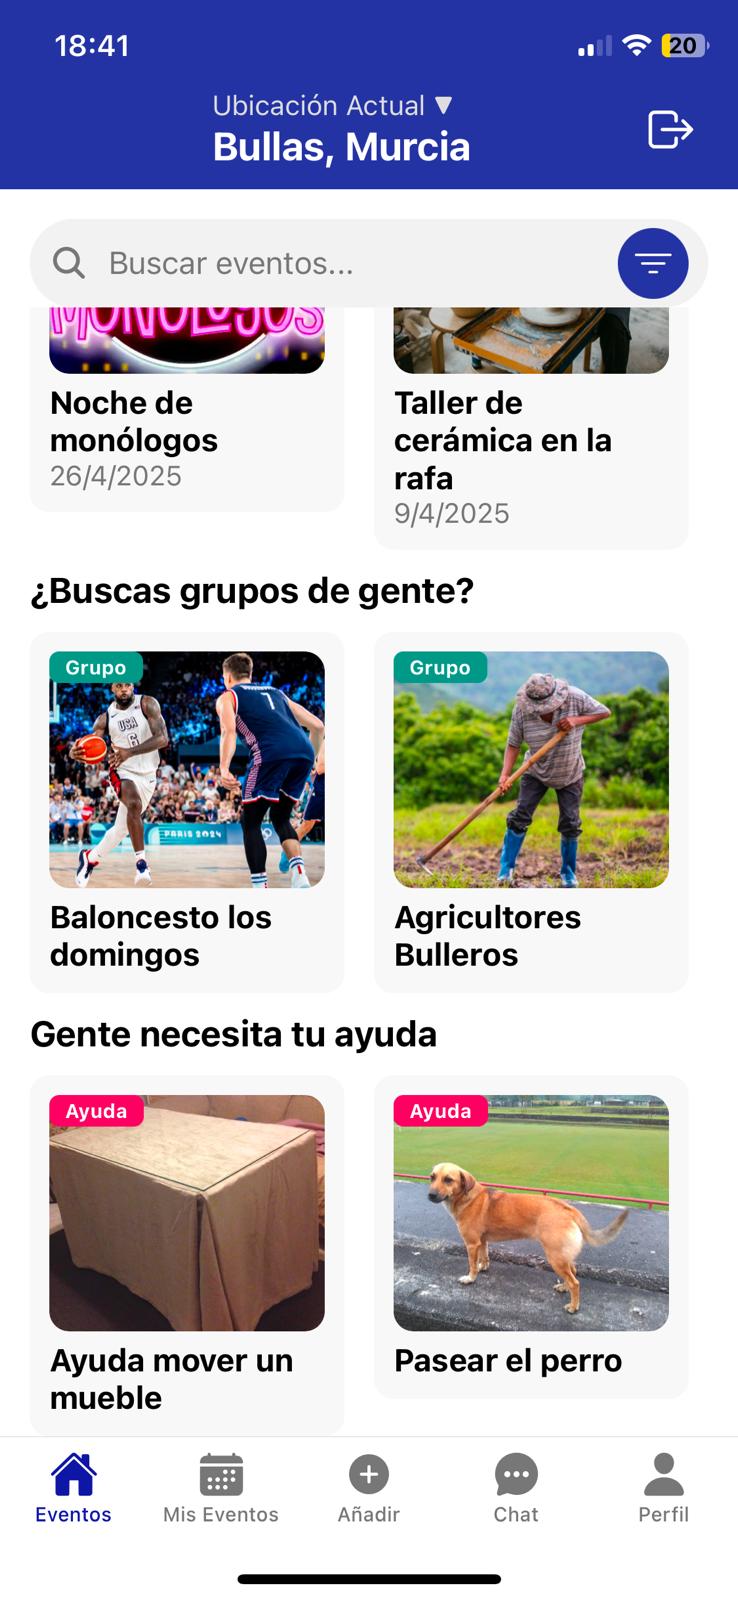 18:41
20
Ubicación Actual ▼
Bullas, Murcia
Buscar eventos...
MONOLOGOS
Noche de
monólogos
26/4/2025
Taller de
cerámica en la
rafa
9/4/2025
¿Buscas grupos de gente?
Grupo
USA
6
7
PARIS 2024
Baloncesto los
domingos
Grupo
Agricultores
Bulleros
Gente necesita tu ayuda
Ayuda
Ayuda mover un
mueble
Ayuda
Pasear el perro
Eventos
Mis Eventos
Añadir
Chat
Perfil